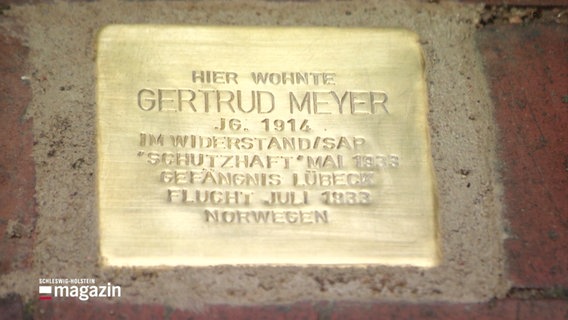 HIER WOHNTE
GERTRUD MEYER
JG. 1914
IM WIDERSTAND/SAP
"SCHUTZHAFT" MAI 1933
GEFÄNGNIS LÜBECK
FLUCHT JULI 1933
NORWEGEN
SCHLESWIG-HOLSTEIN
magazin